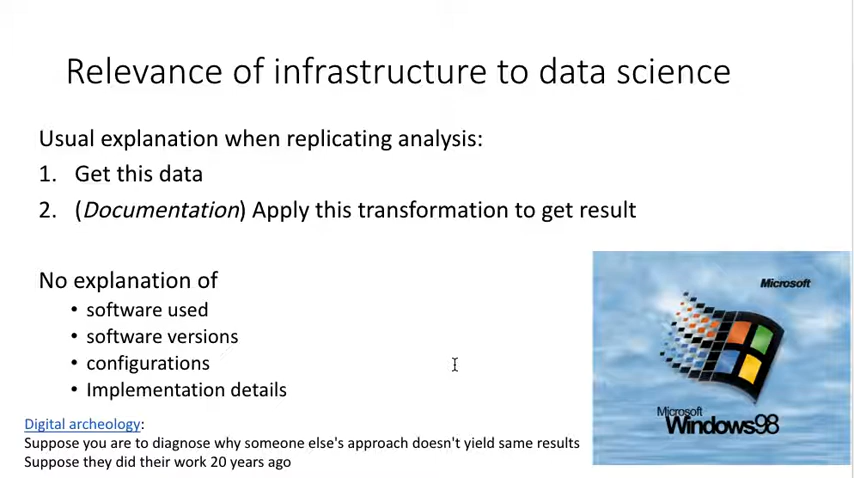 Relevance of infrastructure to data science
Usual explanation when replicating analysis:
1. Get this data
2. (Documentation) Apply this transformation to get result
No explanation of
• software used
• software versions
• configurations
• Implementation details
Digital archeology:
Suppose you are to diagnose why someone else's approach doesn't yield same results
Suppose they did their work 20 years ago
Microsoft
Microsoft
Windows98